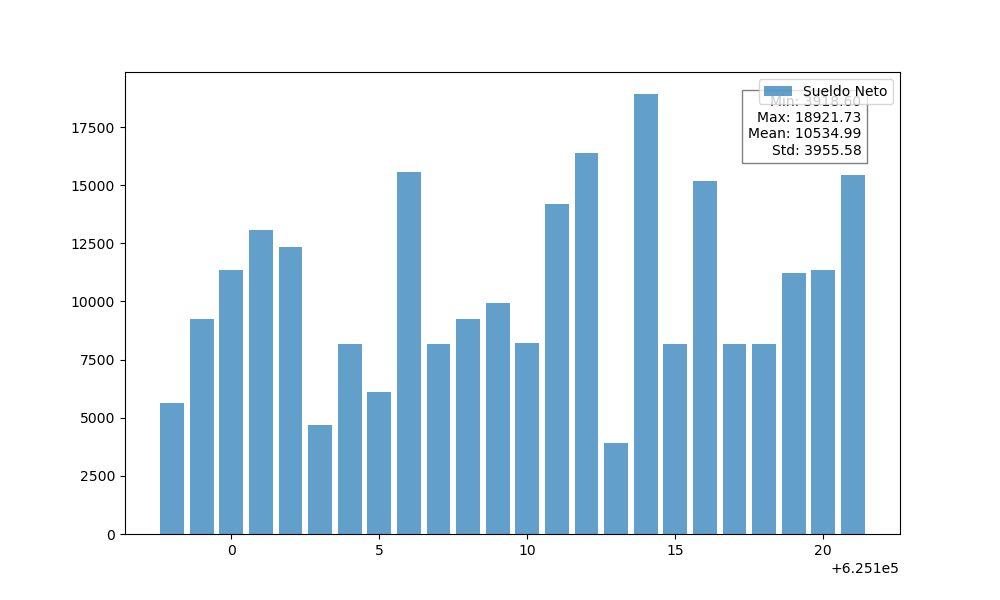 Sueldo Neto
Min: 3918.60
Max: 18921.73
Mean: 10534.99
Std: 3955.58
17500
15000
12500
10000
7500
5000
2500
0
0 5 10 15 20
+6.251e5